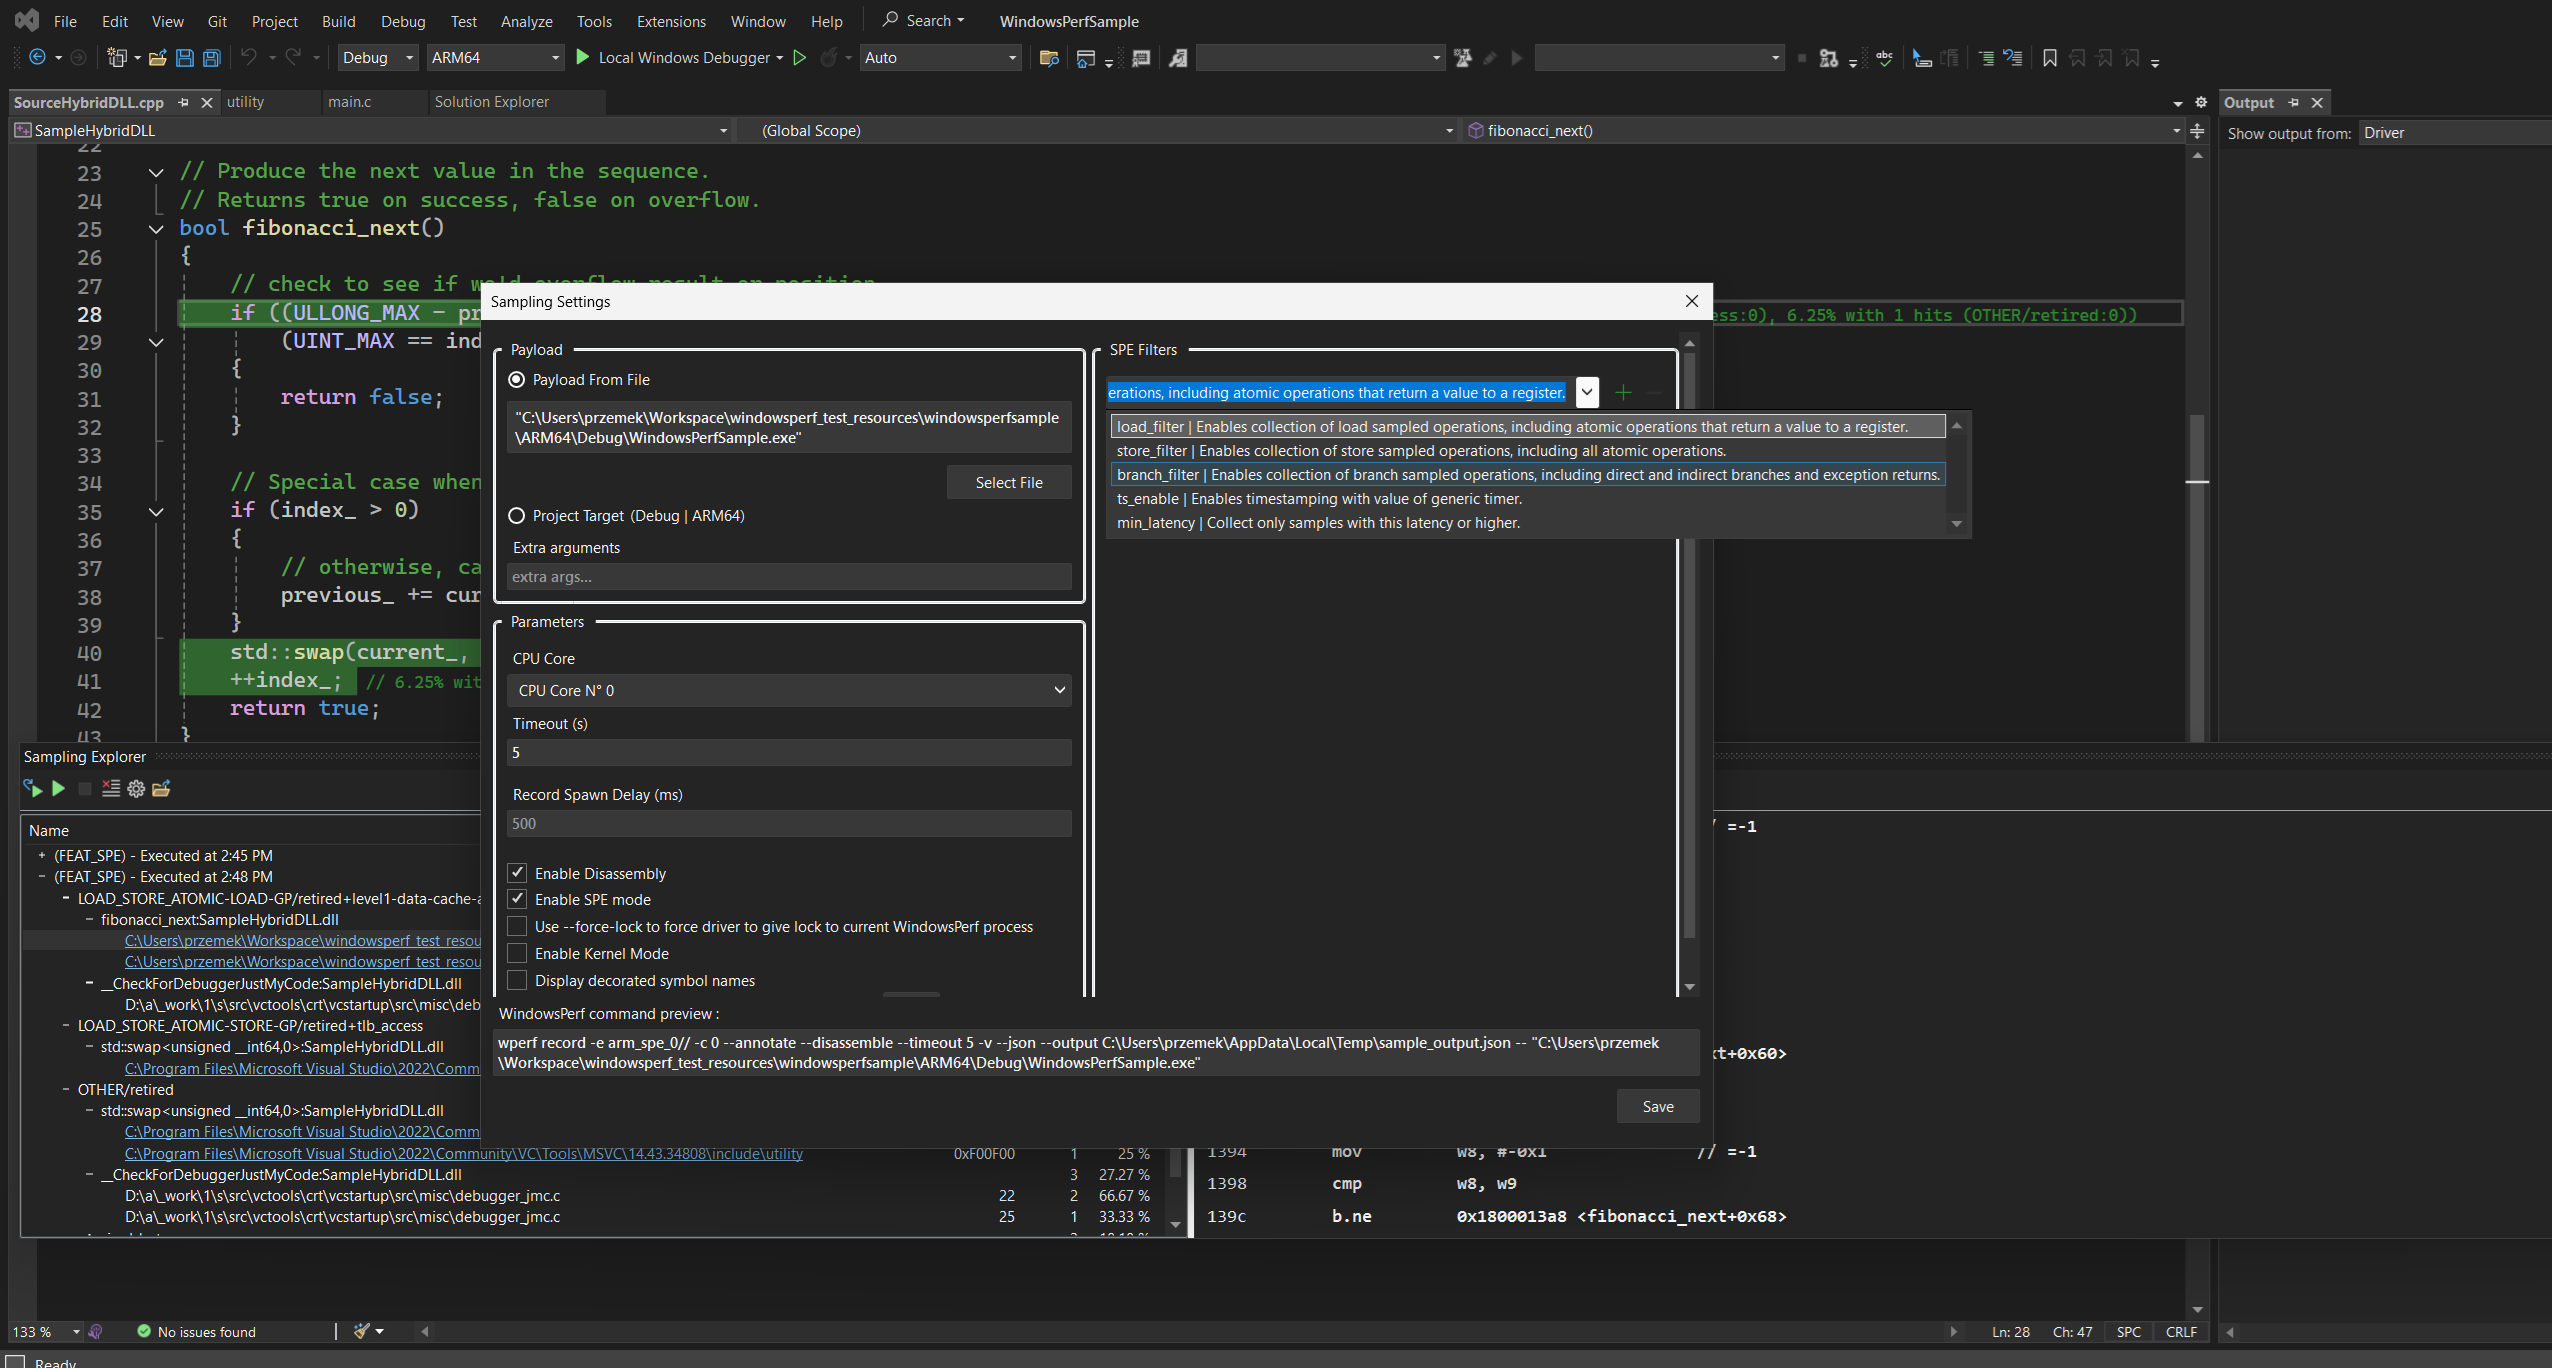 File Edit View Git Project Build Debug Test Analyze Tools Extensions Window Help Search WindowsPerfSample
Debug ARM64 Local Windows Debugger Auto
SourceHybridDLL.cpp utility main.c Solution Explorer
Output
SampleHybridDLL (Global Scope) fibonacci_next()
Show output from: Driver
22
23 // Produce the next value in the sequence.
24 // Returns true on success, false on overflow.
25 bool fibonacci_next()
26 {
27 // check to see if we'd overflow result or position
28 if ((ULLONG_MAX - pr
ess:0), 6.25% with 1 hits (OTHER/retired:0))
29 (UINT_MAX == ind
30 {
31 return false;
32 }
33
34 // Special case when
35 if (index_ > 0)
36 {
37 // otherwise, ca
38 previous_ += cur
39 }
40 std::swap(current_,
41 ++index_; // 6.25% wit
42 return true;
43 }
Sampling Settings
Payload
Payload From File
"C:\Users\przemek\Workspace\windowsperf_test_resources\windowsperfsample
\ARM64\Debug\WindowsPerfSample.exe"
Select File
Project Target (Debug | ARM64)
Extra arguments
extra args...
Parameters
CPU Core
CPU Core N° 0
Timeout (s)
5
Record Spawn Delay (ms)
500
Enable Disassembly
Enable SPE mode
Use --force-lock to force driver to give lock to current WindowsPerf process
Enable Kernel Mode
Display decorated symbol names
SPE Filters
erations, including atomic operations that return a value to a register.
load_filter | Enables collection of load sampled operations, including atomic operations that return a value to a register.
store_filter | Enables collection of store sampled operations, including all atomic operations.
branch_filter | Enables collection of branch sampled operations, including direct and indirect branches and exception returns.
ts_enable | Enables timestamping with value of generic timer.
min_latency | Collect only samples with this latency or higher.
WindowsPerf command preview :
wperf record -e arm_spe_0// -c 0 --annotate --disassemble --timeout 5 -v --json --output C:\Users\przemek\AppData\Local\Temp\sample_output.json -- "C:\Users\przemek
\Workspace\windowsperf_test_resources\windowsperfsample\ARM64\Debug\WindowsPerfSample.exe"
Save
Sampling Explorer
Name
(FEAT_SPE) - Executed at 2:45 PM
(FEAT_SPE) - Executed at 2:48 PM
LOAD_STORE_ATOMIC-LOAD-GP/retired+level1-data-cache-a
fibonacci_next:SampleHybridDLL.dll
C:\Users\przemek\Workspace\windowsperf_test_resou
C:\Users\przemek\Workspace\windowsperf_test_resou
__CheckForDebuggerJustMyCode:SampleHybridDLL.dll
D:\a\_work\1\s\src\vctools\crt\vcstartup\src\misc\deb
LOAD_STORE_ATOMIC-STORE-GP/retired+tlb_access
std::swap<unsigned __int64,0>:SampleHybridDLL.dll
C:\Program Files\Microsoft Visual Studio\2022\Comm
OTHER/retired
std::swap<unsigned __int64,0>:SampleHybridDLL.dll
C:\Program Files\Microsoft Visual Studio\2022\Comm
C:\Program Files\Microsoft Visual Studio\2022\Community\VC\Tools\MSVC\14.43.34808\include\utility 0xF00F00 1 25 %
__CheckForDebuggerJustMyCode:SampleHybridDLL.dll 3 27.27 %
D:\a\_work\1\s\src\vctools\crt\vcstartup\src\misc\debugger_jmc.c 22 2 66.67 %
D:\a\_work\1\s\src\vctools\crt\vcstartup\src\misc\debugger_jmc.c 25 1 33.33 %
// =-1
xt+0x60>
1394 mov w8, #-0x1 // =-1
1398 cmp w8, w9
139c b.ne 0x1800013a8 <fibonacci_next+0x68>
133 % No issues found Ln: 28 Ch: 47 SPC CRLF
Ready